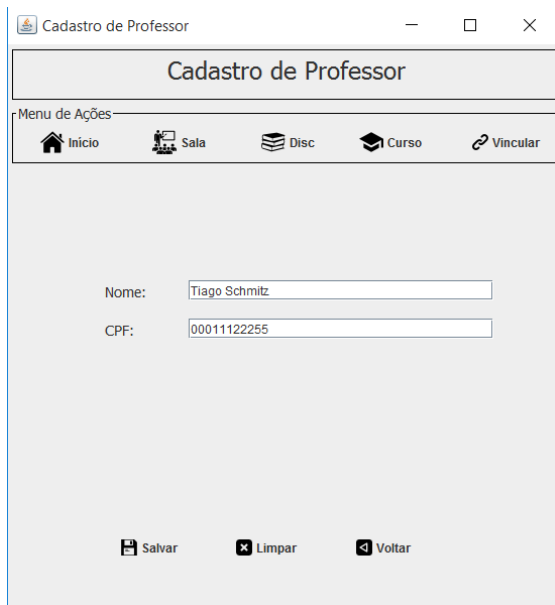 Cadastro de Professor
Cadastro de Professor
Menu de Ações
Início Sala Disc Curso Vincular
Nome: Tiago Schmitz
CPF: 00011122255
Salvar Limpar Voltar